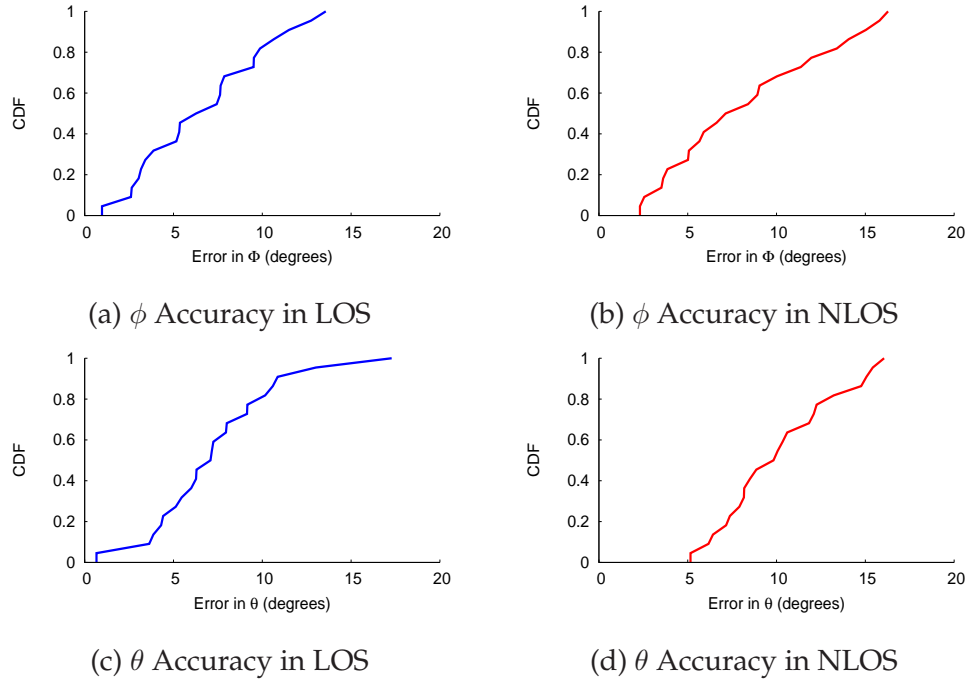 1
0.8
0.6
0.4
0.2
0
CDF
0 5 10 15 20
Error in Φ (degrees)
(a) ϕ Accuracy in LOS
1
0.8
0.6
0.4
0.2
0
CDF
0 5 10 15 20
Error in Φ (degrees)
(b) ϕ Accuracy in NLOS
1
0.8
0.6
0.4
0.2
0
CDF
0 5 10 15 20
Error in θ (degrees)
(c) θ Accuracy in LOS
1
0.8
0.6
0.4
0.2
0
CDF
0 5 10 15 20
Error in θ (degrees)
(d) θ Accuracy in NLOS